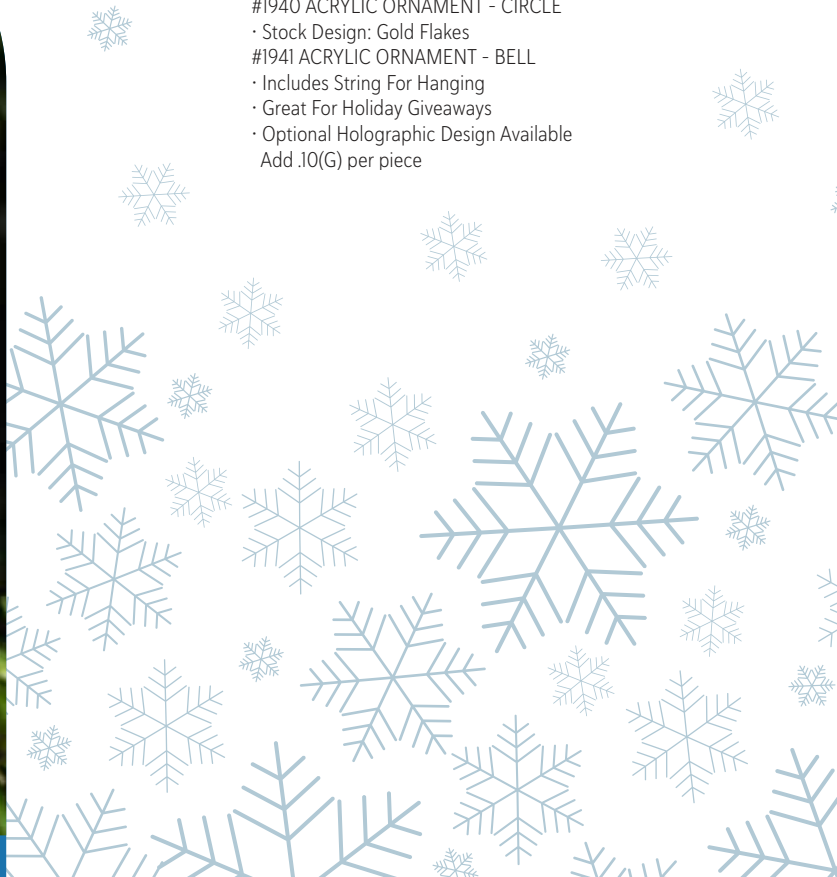 #1940 ACRYLIC ORNAMENT - CIRCLE
· Stock Design: Gold Flakes
#1941 ACRYLIC ORNAMENT - BELL
· Includes String For Hanging
· Great For Holiday Giveaways
· Optional Holographic Design Available
Add .10(G) per piece